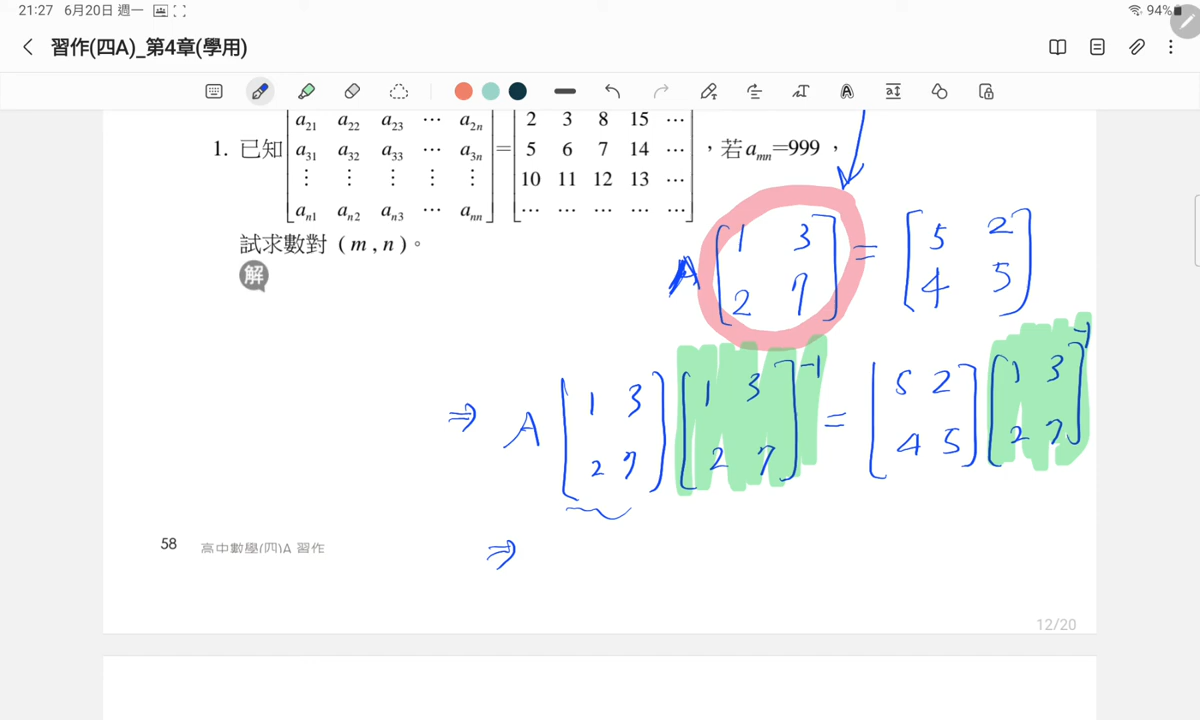 21:27 6月20日 週一 94%
習作(四A)_第4章(學用)
a21 a22 a23 ⋯ a2n 2 3 8 15 ⋯
1. 已知 a31 a32 a33 ⋯ a3n = 5 6 7 14 ⋯ ，若 amn=999，
⋮ ⋮ ⋮ ⋮ ⋮ 10 11 12 13 ⋯
an1 an2 an3 ⋯ ann ⋯ ⋯ ⋯ ⋯ ⋯
試求數對 ( m , n )。
解
A [1 3 = [5 2
2 7] 4 5]
⇒ A [1 3 [1 3 -1 = [5 2 [1 3 -1
2 7] 2 7] 4 5] 2 7]
⇒
58 高中數學(四)A 習作
12/20